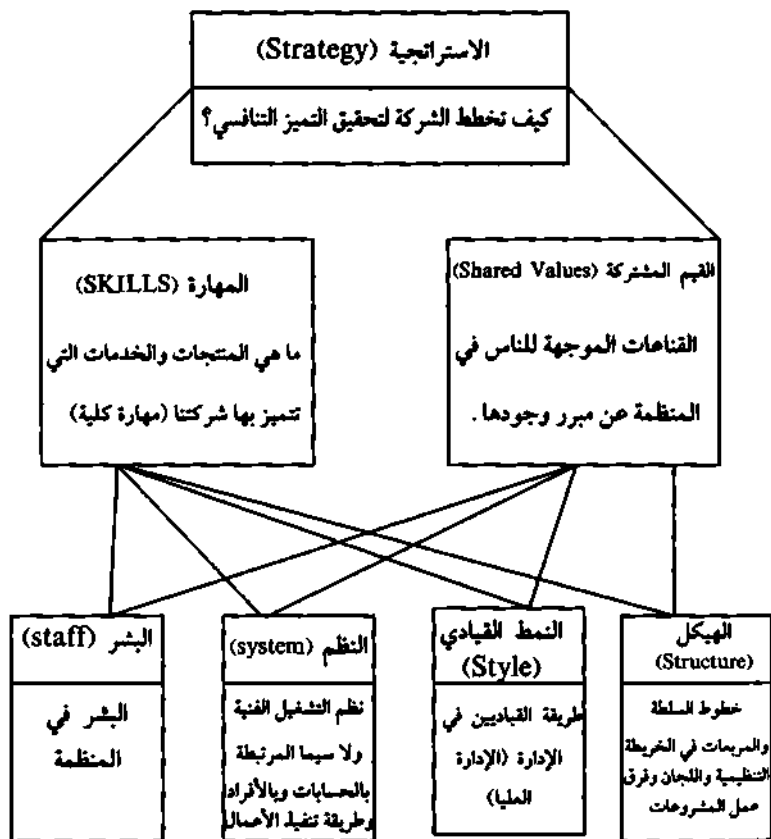 الاستراتجية (Strategy)
كيف تخطط الشركة لتحقيق التميز التنافسي؟
القيم المشتركة (Shared Values)
القناعات الموجهة للناس في
المنظمة عن مبرر وجودها.
المهارة (SKILLS)
ما هي المنتجات والخدمات التي
تتميز بها شركتنا (مهارة كلية)
الهيكل
(Structure)
خطوط السلطة
والمربعات في الخريطة
التنظيمية واللجان وفرق
عمل المشروعات
النمط القيادي
(Style)
طريقة القياديين في
الإدارة (الإدارة
العليا)
النظم (system)
نظم التشغيل الفنية
ولا سيما المرتبطة
بالحسابات وبالأفراد
وطريقة تنفيذ الأعمال
البشر (staff)
البشر في
المنظمة